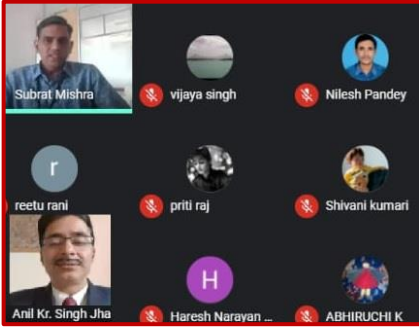 Subrat Mishra
vijaya singh
Nilesh Pandey
r
reetu rani
priti raj
Shivani kumari
Anil Kr. Singh Jha
H
Haresh Narayan ...
ABHIRUCHI K